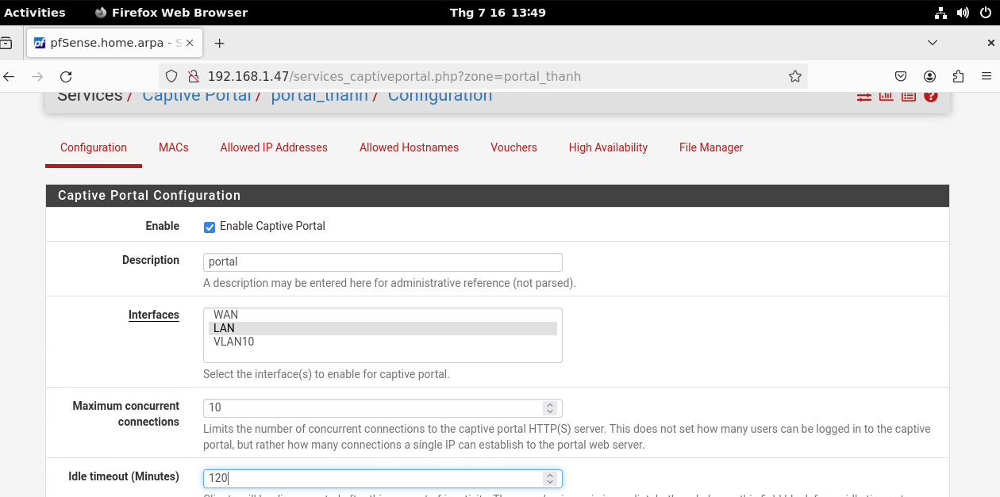 Activities
Firefox Web Browser
Thg 7 16 13:49
pfSense.home.arpa - S
192.168.1.47/services_captiveportal.php?zone=portal_thanh
Services / Captive Portal / portal_thanh / Configuration
Configuration
MACs
Allowed IP Addresses
Allowed Hostnames
Vouchers
High Availability
File Manager
Captive Portal Configuration
Enable
Enable Captive Portal
Description
portal
A description may be entered here for administrative reference (not parsed).
Interfaces
WAN
LAN
VLAN10
Select the interface(s) to enable for captive portal.
Maximum concurrent
connections
10
Limits the number of concurrent connections to the captive portal HTTP(S) server. This does not set how many users can be logged in to the captive
portal, but rather how many connections a single IP can establish to the portal web server.
Idle timeout (Minutes)
120